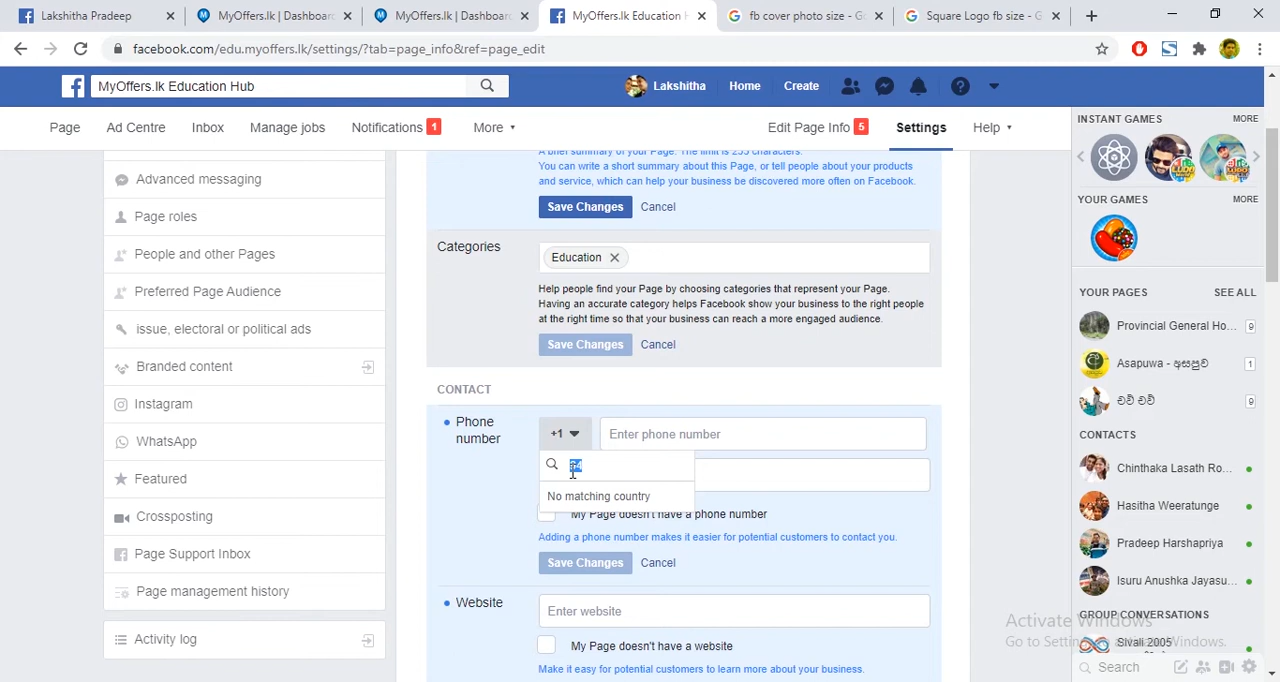 Lakshitha Pradeep
MyOffers.lk | Dashboar
MyOffers.lk | Dashboar
MyOffers.lk Education H
fb cover photo size - Go
Square Logo fb size - G
facebook.com/edu.myoffers.lk/settings/?tab=page_info&ref=page_edit
MyOffers.lk Education Hub
Lakshitha
Home
Create
Page
Ad Centre
Inbox
Manage jobs
Notifications 1
More
Edit Page Info 5
Settings
Help
Advanced messaging
Page roles
People and other Pages
Preferred Page Audience
issue, electoral or political ads
Branded content
Instagram
WhatsApp
Featured
Crossposting
Page Support Inbox
Page management history
Activity log
A brief summary of your Page. The limit is 255 characters.
You can write a short summary about this Page, or tell people about your products
and service, which can help your business be discovered more often on Facebook.
Save Changes Cancel
Categories
Education
Help people find your Page by choosing categories that represent your Page.
Having an accurate category helps Facebook show your business to the right people
at the right time so that your business can reach a more engaged audience.
Save Changes Cancel
CONTACT
Phone
number
+1
Enter phone number
No matching country
My Page doesn't have a phone number
Adding a phone number makes it easier for potential customers to contact you.
Save Changes Cancel
Website
Enter website
My Page doesn't have a website
Make it easy for potential customers to learn more about your business.
INSTANT GAMES MORE
YOUR GAMES MORE
YOUR PAGES SEE ALL
Provincial General Ho... 9
Asapuwa - අසපුව 1
චව් චව් 9
CONTACTS
Chinthaka Lasath Ro...
Hasitha Weeratunge
Pradeep Harshapriya
Isuru Anushka Jayasu...
GROUP CONVERSATIONS
Sivali 2005
Search
Activate Windows
Go to Settings to activate Windows.